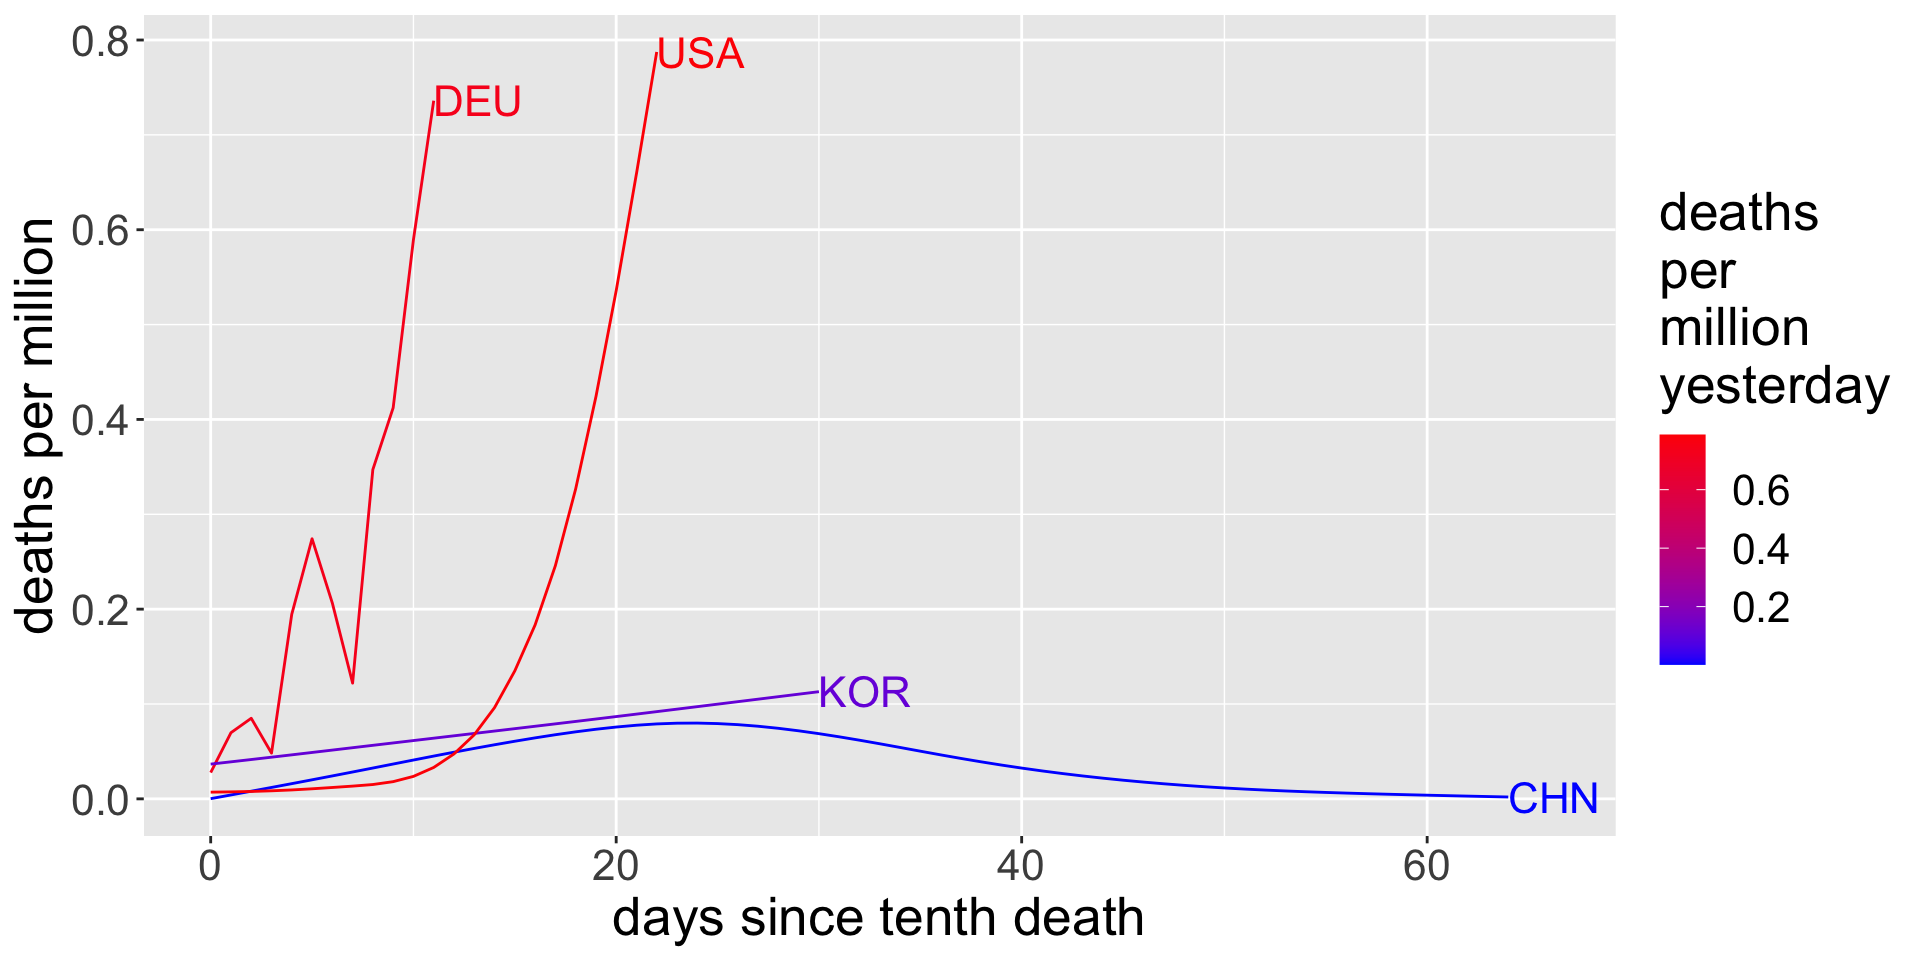 deaths per million
0.8
0.6
0.4
0.2
0.0
USA
DEU
KOR
CHN
0 20 40 60
days since tenth death
deaths
per
million
yesterday
0.6
0.4
0.2